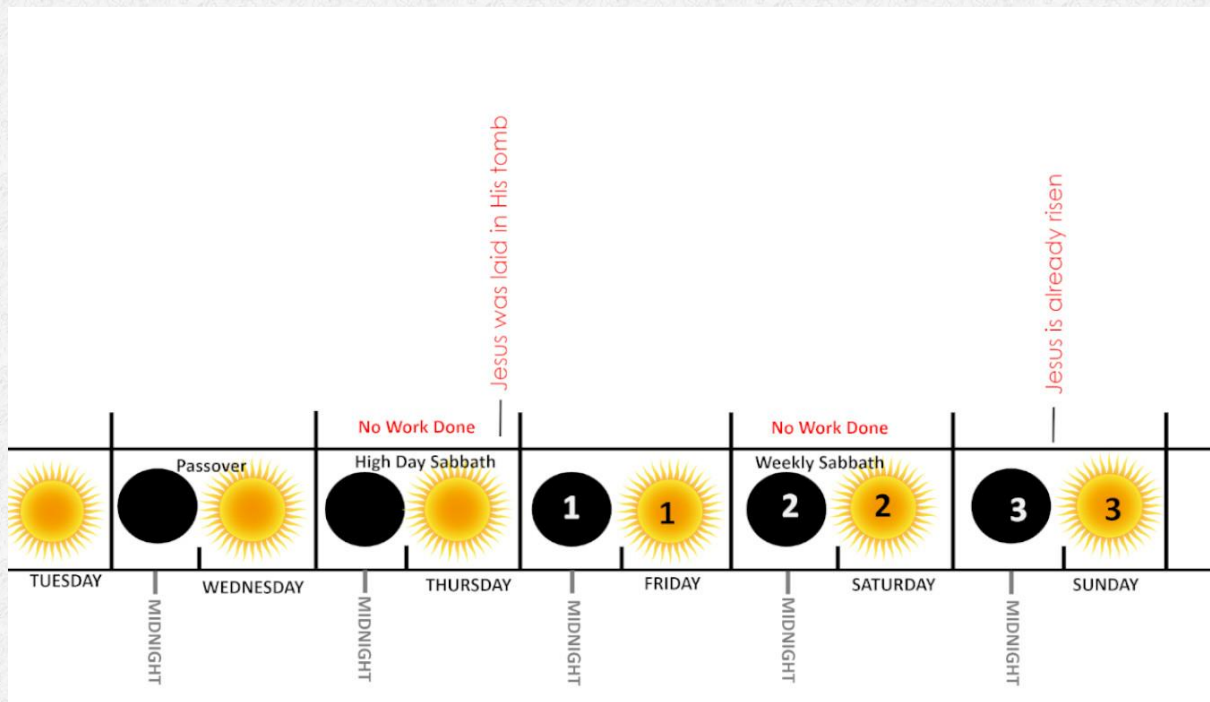 Jesus was laid in His tomb
Jesus is already risen
No Work Done
No Work Done
Passover
High Day Sabbath
Weekly Sabbath
1
1
2
2
3
3
TUESDAY
WEDNESDAY
THURSDAY
FRIDAY
SATURDAY
SUNDAY
MIDNIGHT
MIDNIGHT
MIDNIGHT
MIDNIGHT
MIDNIGHT